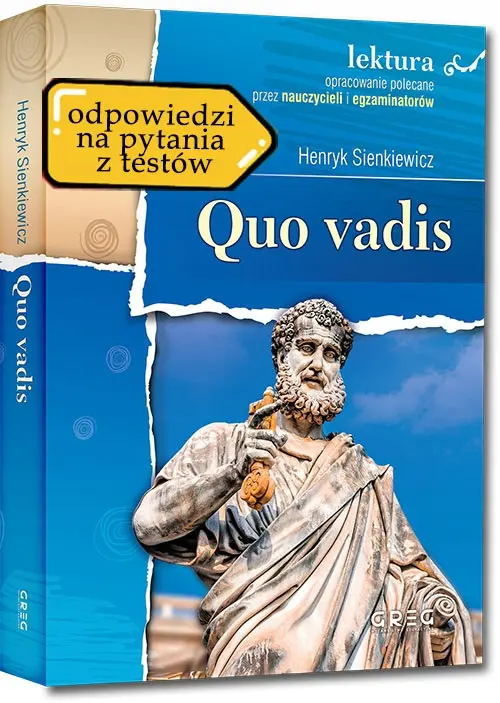 lektura
opracowanie polecane
przez nauczycieli i egzaminatorów
odpowiedzi
na pytania
z testów
Henryk Sienkiewicz
Quo vadis
Henryk Sienkiewicz
Quo vadis
GREG
GREG